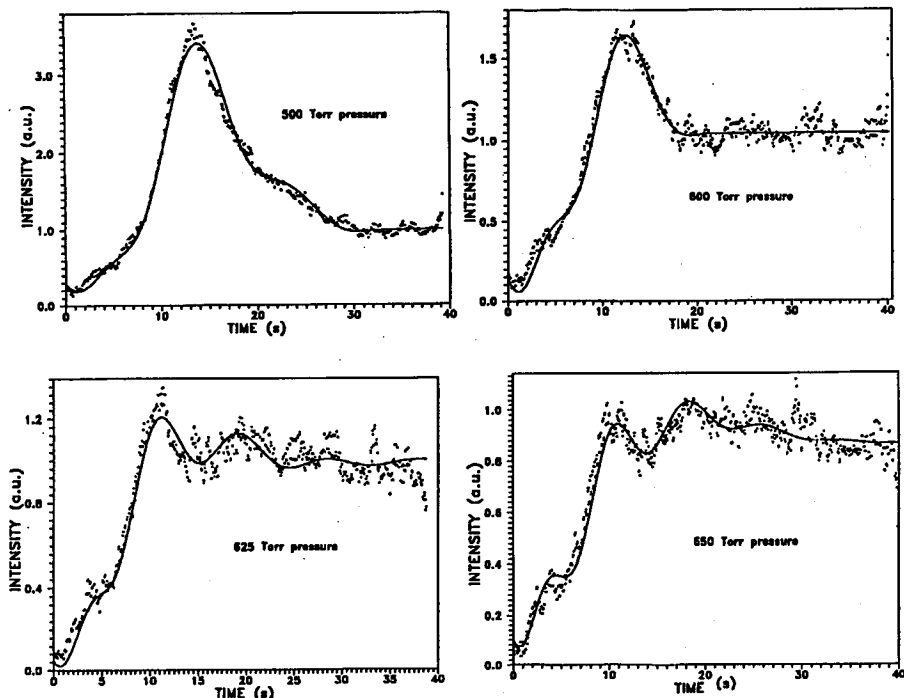 INTENSITY (a.u.)
3.0
2.0
1.0
0.0
500 Torr pressure
0 10 20 30 40
TIME (s)
INTENSITY (a.u.)
1.5
1.0
0.5
0.0
600 Torr pressure
0 10 20 30 40
TIME (s)
INTENSITY (a.u.)
1.2
0.8
0.4
0.0
625 Torr pressure
0 5 10 15 20 25 30 35 40
TIME (s)
INTENSITY (a.u.)
1.0
0.8
0.6
0.4
0.2
0.0
650 Torr pressure
0 10 20 30 40
TIME (s)